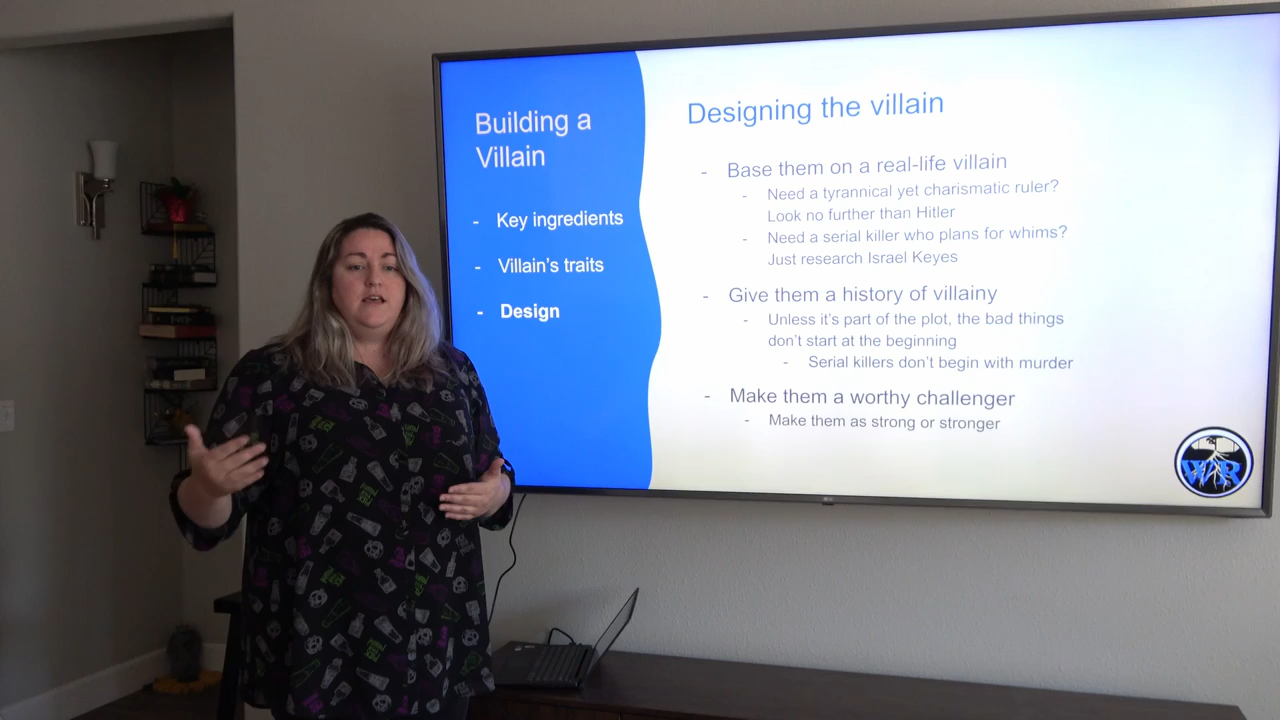 Building a
Villain
- Key ingredients
- Villain's traits
- Design
Designing the villain
- Base them on a real-life villain
- Need a tyrannical yet charismatic ruler?
Look no further than Hitler
- Need a serial killer who plans for whims?
Just research Israel Keyes
- Give them a history of villainy
- Unless it's part of the plot, the bad things
don't start at the beginning
- Serial killers don't begin with murder
- Make them a worthy challenger
- Make them as strong or stronger
WR